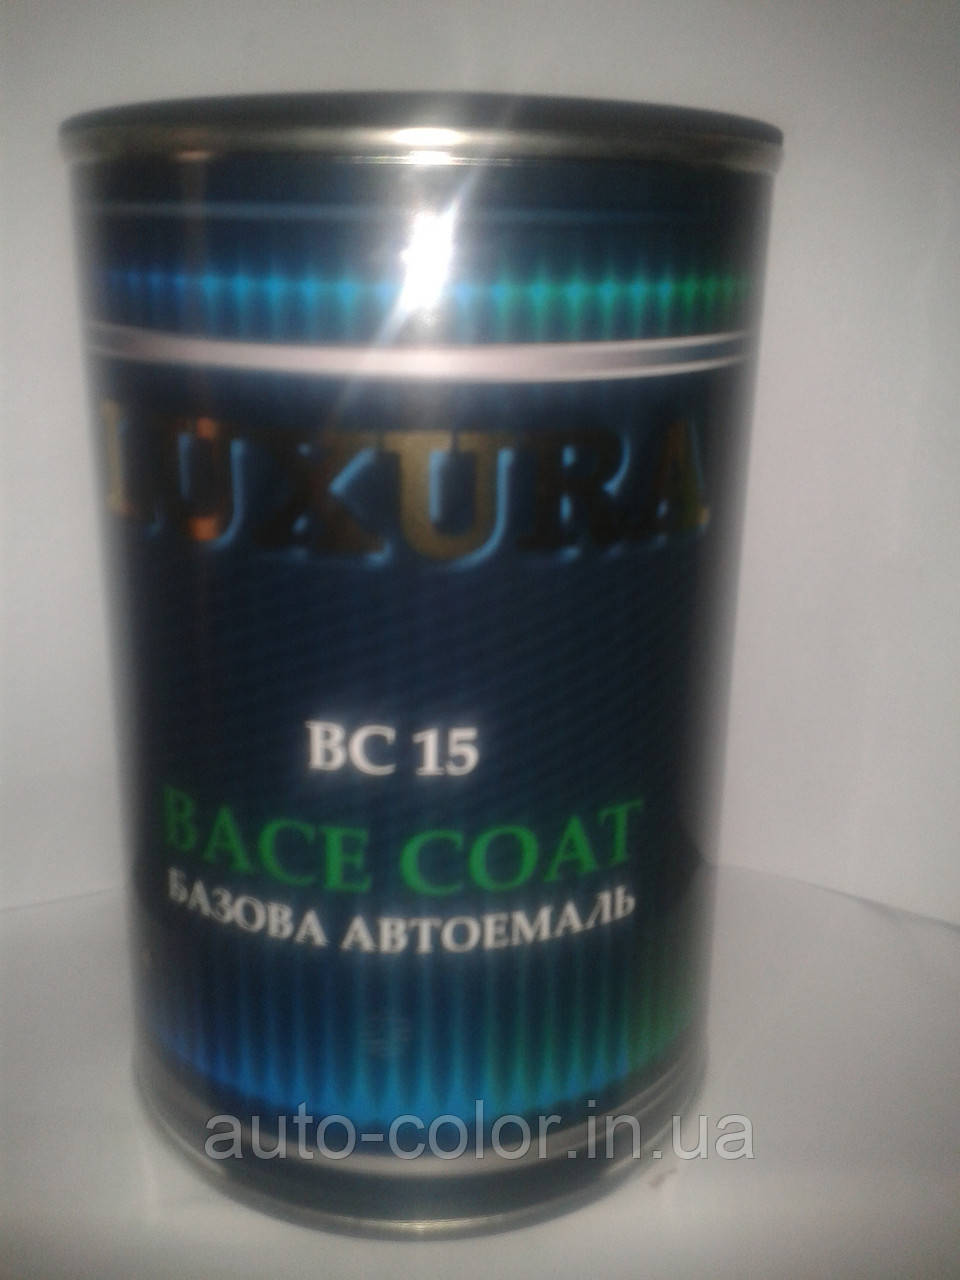 LUXURA
BC 15
BACE COAT
БАЗОВА АВТОЕМАЛЬ
auto-color.in.ua